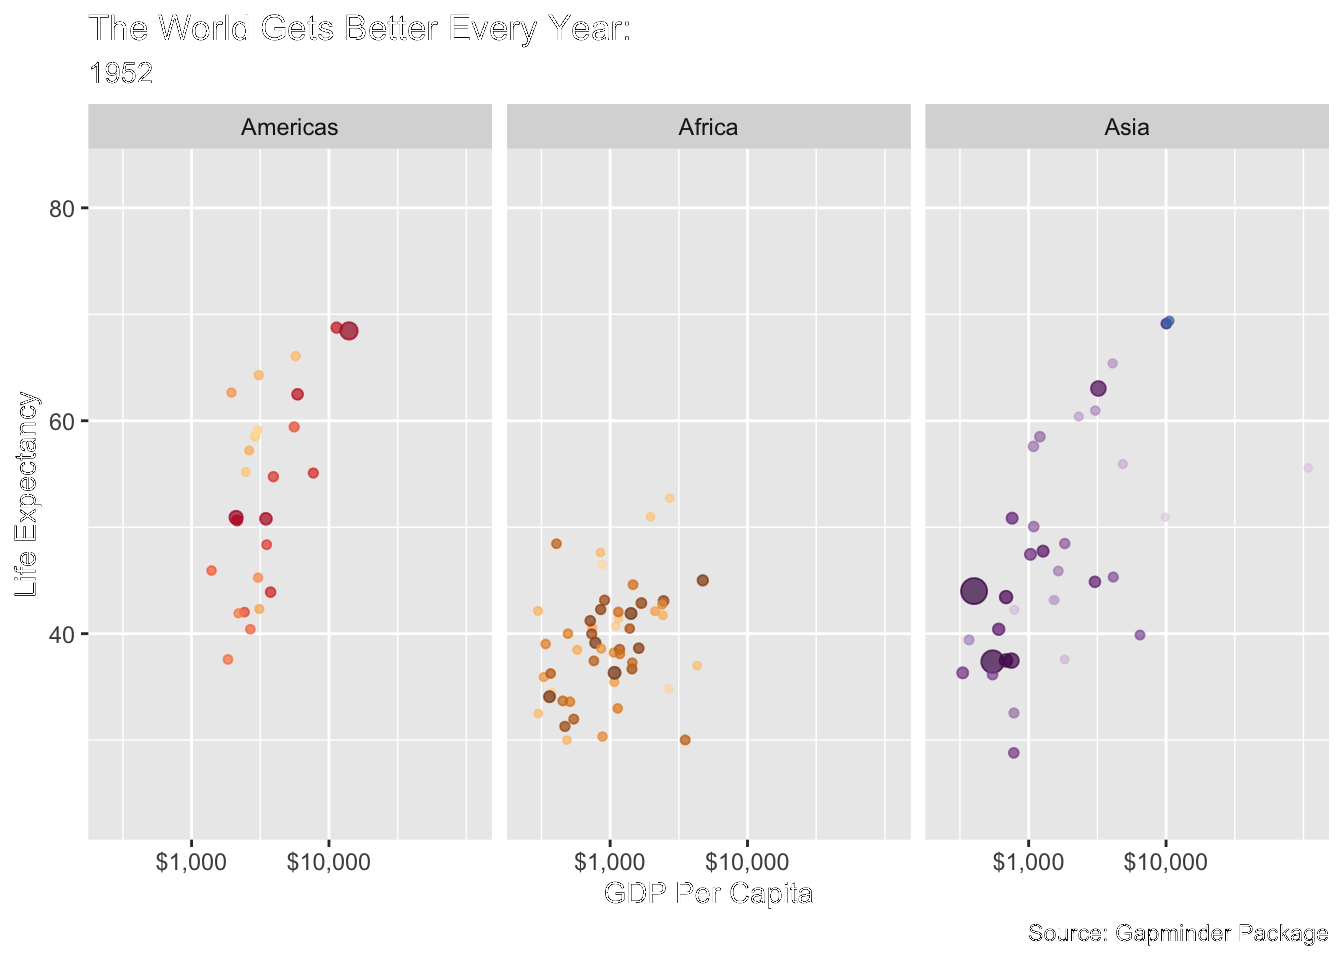 The World Gets Better Every Year:
1952
Americas
Africa
Asia
Life Expectancy
80
60
40
$1,000
$10,000
$1,000
$10,000
$1,000
$10,000
GDP Per Capita
Source: Gapminder Package